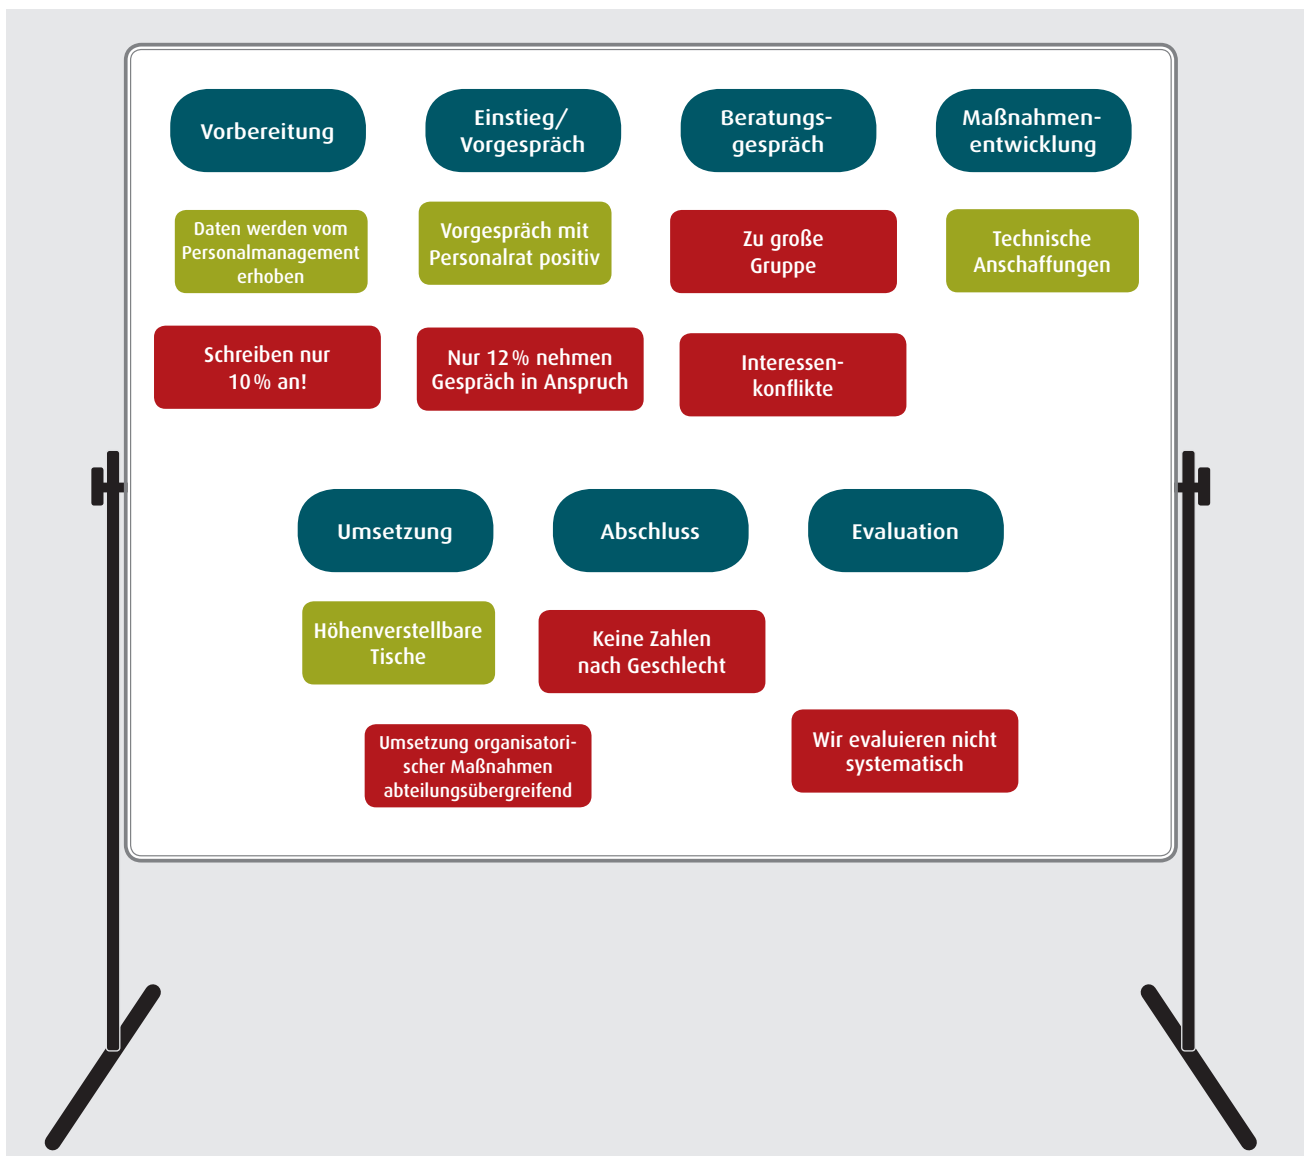 Vorbereitung
Einstieg/
Vorgespräch
Beratungs-
gespräch
Maßnahmen-
entwicklung
Daten werden vom
Personalmanagement
erhoben
Vorgespräch mit
Personalrat positiv
Zu große
Gruppe
Technische
Anschaffungen
Schreiben nur
10 % an!
Nur 12 % nehmen
Gespräch in Anspruch
Interessen-
konflikte
Umsetzung
Abschluss
Evaluation
Höhenverstellbare
Tische
Keine Zahlen
nach Geschlecht
Umsetzung organisatori-
scher Maßnahmen
abteilungsübergreifend
Wir evaluieren nicht
systematisch